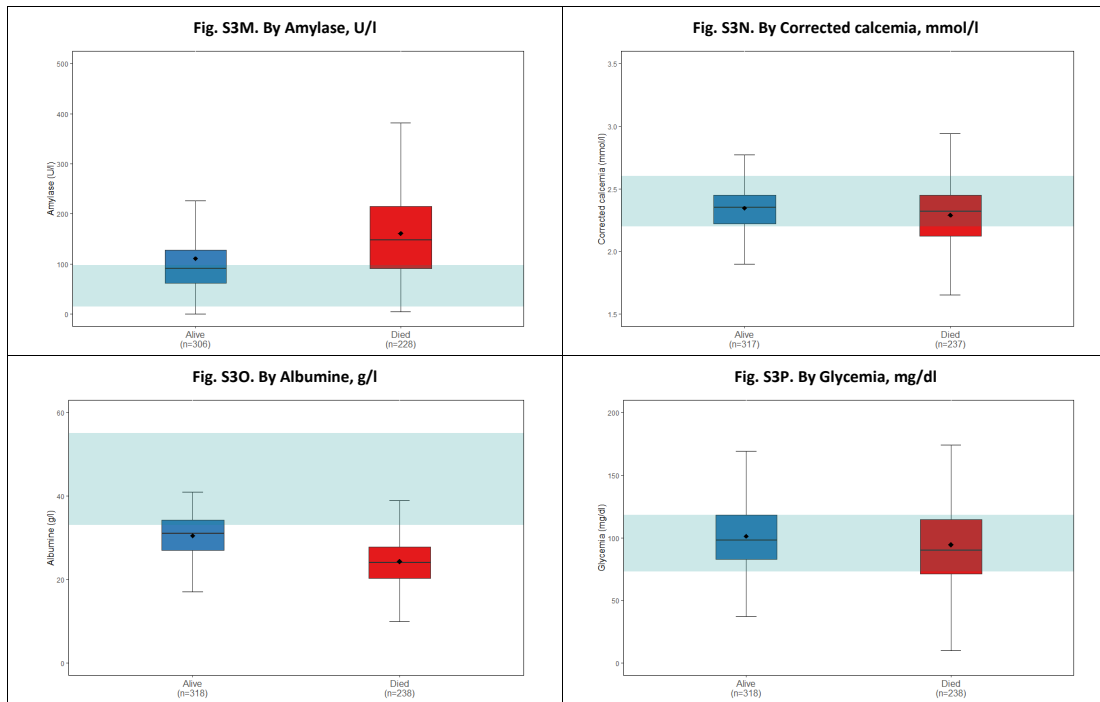 Fig. S3M. By Amylase, U/l
500
400
300
200
100
0
Amylase (U/l)
Alive
(n=306)
Died
(n=228)
Fig. S3N. By Corrected calcemia, mmol/l
3.5
3.0
2.5
2.0
1.5
Corrected calcemia (mmol/l)
Alive
(n=317)
Died
(n=237)
Fig. S3O. By Albumine, g/l
60
40
20
0
Albumine (g/l)
Alive
(n=318)
Died
(n=238)
Fig. S3P. By Glycemia, mg/dl
200
150
100
50
0
Glycemia (mg/dl)
Alive
(n=318)
Died
(n=238)